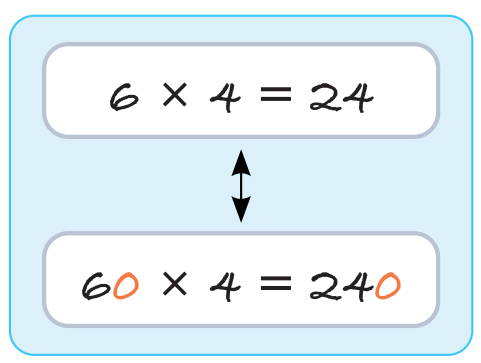 6 × 4 = 24
60 × 4 = 240